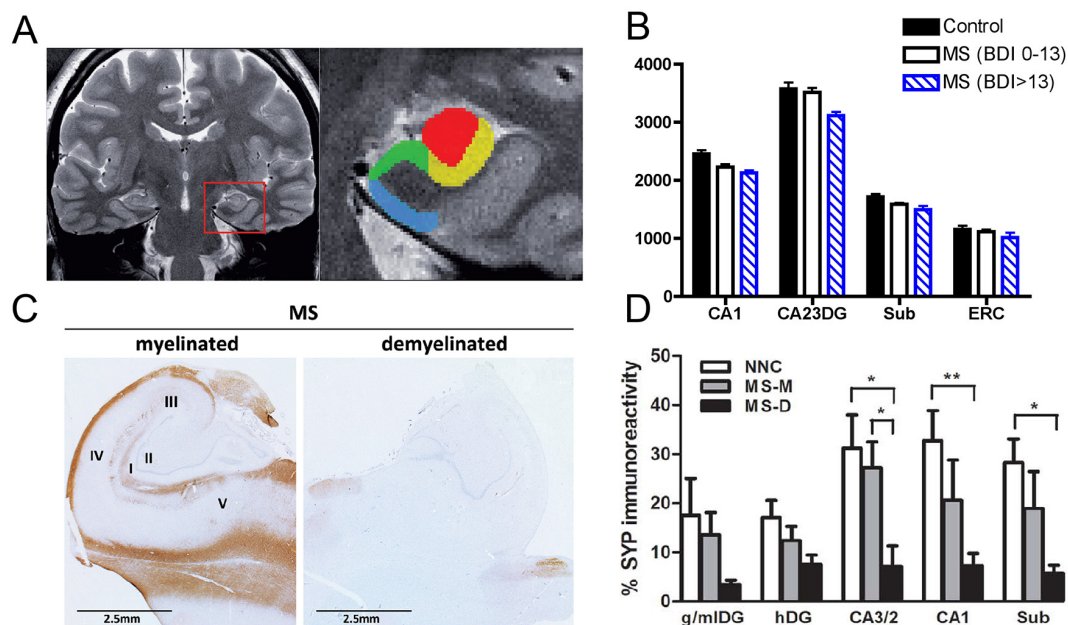 A
B
Control
MS (BDI 0-13)
MS (BDI>13)
4000
3000
2000
1000
0
CA1 CA23DG Sub ERC
C
MS
myelinated demyelinated
III
IV
I
II
V
2.5mm 2.5mm
D
NNC
MS-M
MS-D
% SYP immunoreactivity
50
40
30
20
10
0
* * ** *
g/mlDG hDG CA3/2 CA1 Sub